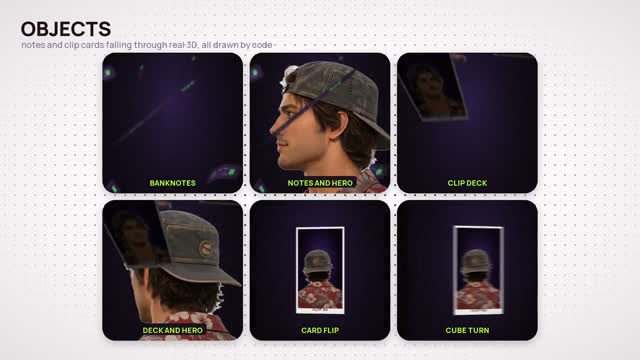 OBJECTS
notes and clip cards falling through real 3D, all drawn by code
BANKNOTES
NOTES AND HERO
CLIP DECK
DECK AND HERO
CARD FLIP
CUBE TURN